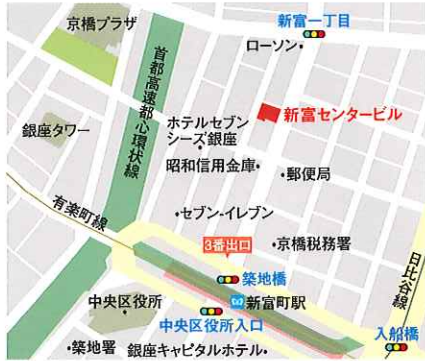 京橋プラザ
新富一丁目
ローソン
首都高速都心環状線
新富センタービル
銀座タワー
ホテルセブン
シーズ銀座
昭和信用金庫
郵便局
有楽町線
セブン-イレブン
3番出口
京橋税務署
日比谷線
築地橋
中央区役所
新富町駅
中央区役所入口
入船橋
築地署
銀座キャピタルホテル